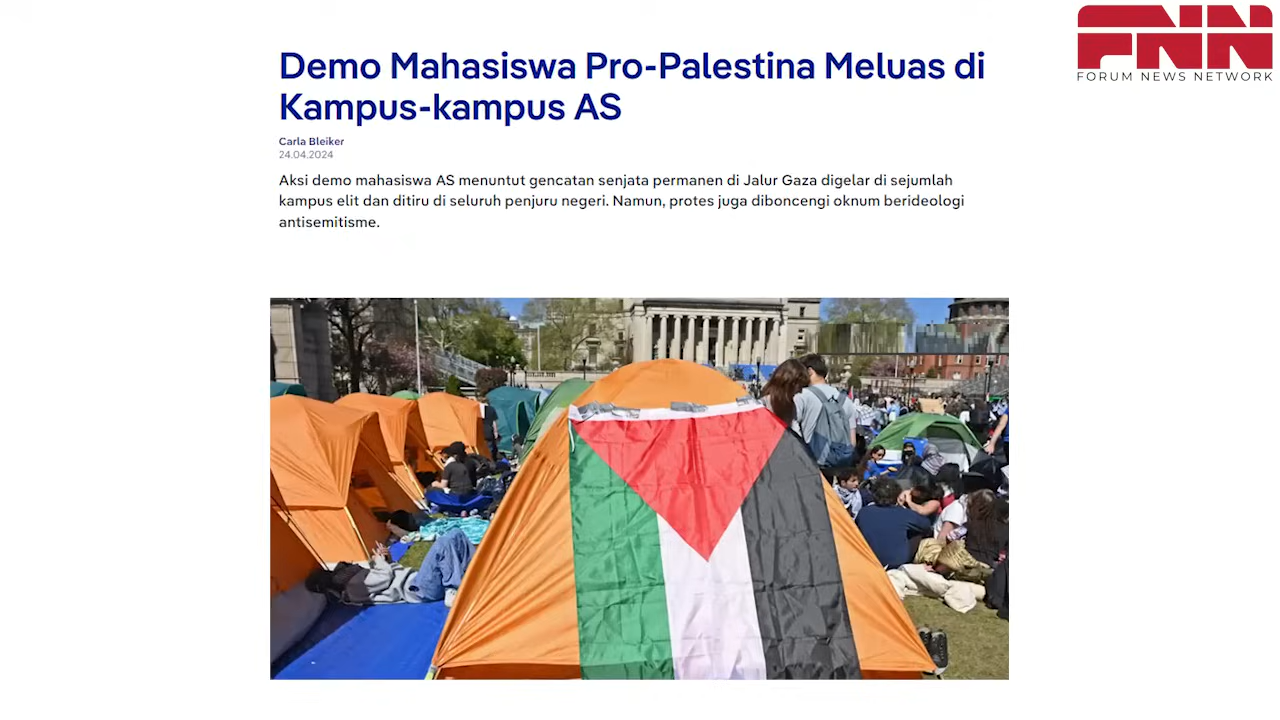 FNN
FORUM NEWS NETWORK
Demo Mahasiswa Pro-Palestina Meluas di
Kampus-kampus AS
Carla Bleiker
24.04.2024
Aksi demo mahasiswa AS menuntut gencatan senjata permanen di Jalur Gaza digelar di sejumlah
kampus elit dan ditiru di seluruh penjuru negeri. Namun, protes juga diboncengi oknum berideologi
antisemitisme.